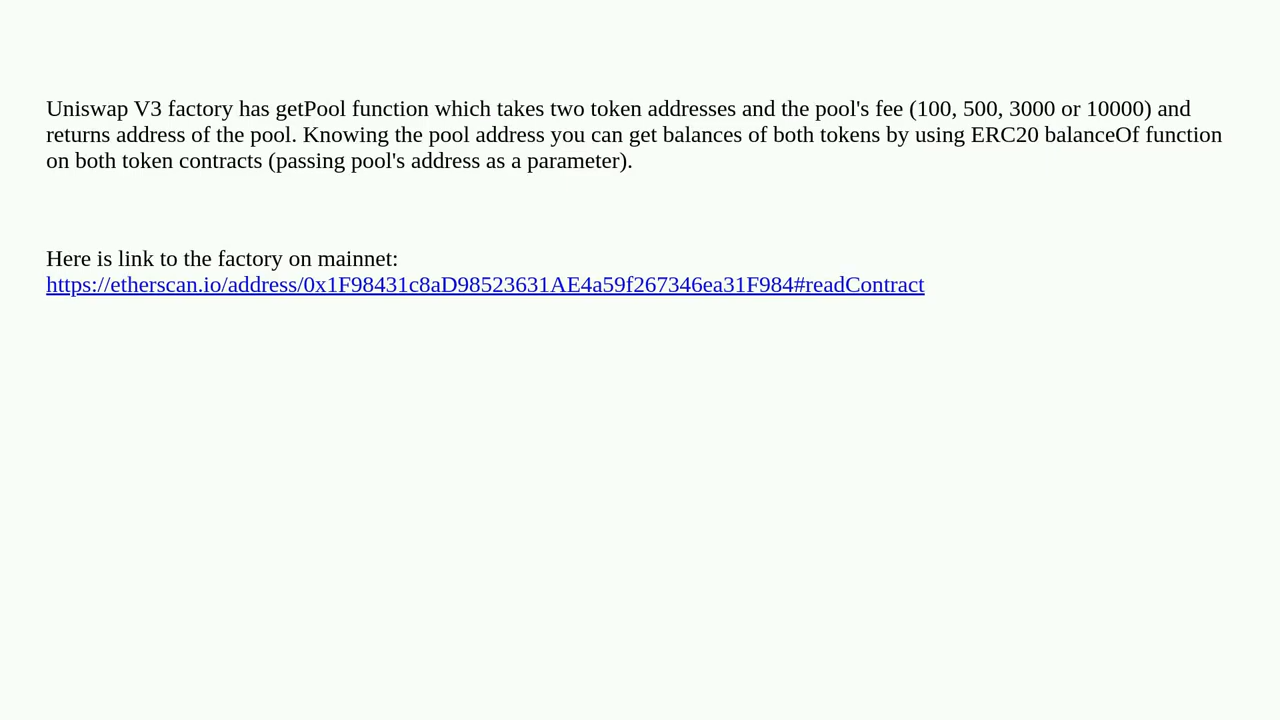 Uniswap V3 factory has getPool function which takes two token addresses and the pool's fee (100, 500, 3000 or 10000) and
returns address of the pool. Knowing the pool address you can get balances of both tokens by using ERC20 balanceOf function
on both token contracts (passing pool's address as a parameter).
Here is link to the factory on mainnet:
https://etherscan.io/address/0x1F98431c8aD98523631AE4a59f267346ea31F984#readContract